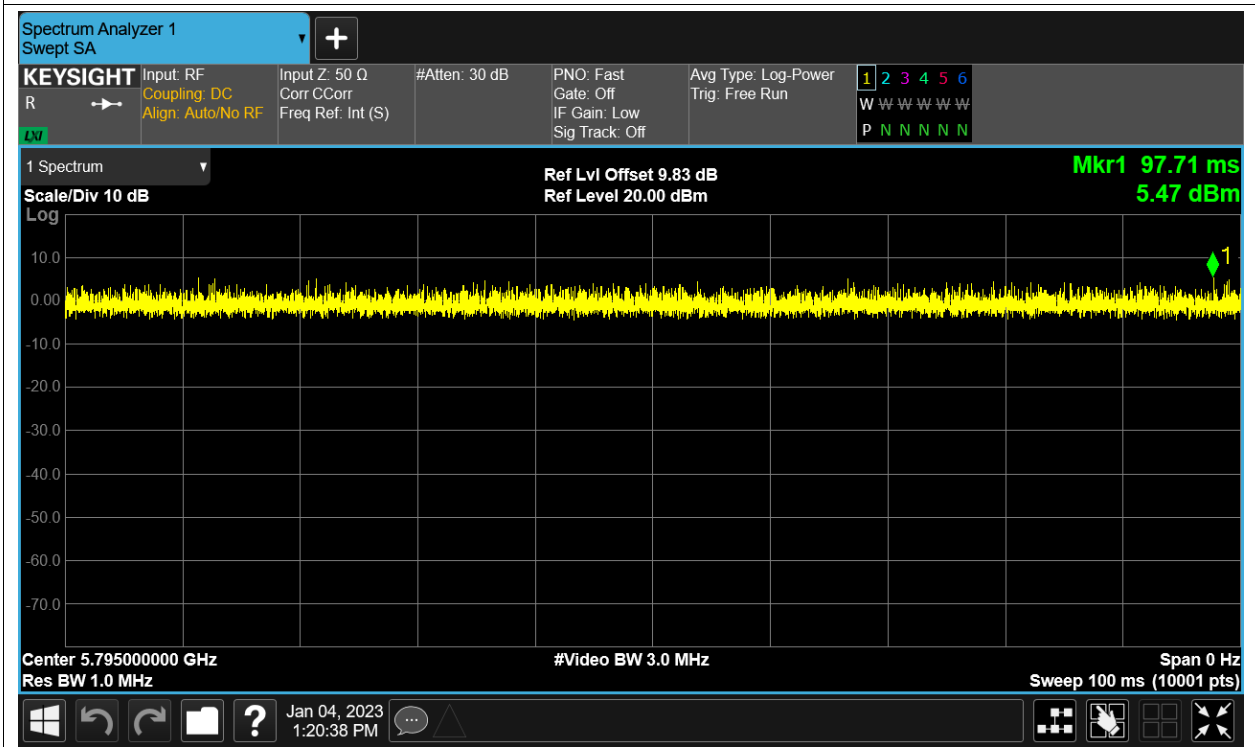 Spectrum Analyzer 1
Swept SA
KEYSIGHT
R
LXI
Input: RF
Coupling: DC
Align: Auto/No RF
Input Z: 50 Ω
Corr CCorr
Freq Ref: Int (S)
#Atten: 30 dB
PNO: Fast
Gate: Off
IF Gain: Low
Sig Track: Off
Avg Type: Log-Power
Trig: Free Run
1 2 3 4 5 6
W W W W W W
P N N N N N
1 Spectrum
Scale/Div 10 dB
Log
Ref Lvl Offset 9.83 dB
Ref Level 20.00 dBm
Mkr1 97.71 ms
5.47 dBm
1
10.0
0.00
-10.0
-20.0
-30.0
-40.0
-50.0
-60.0
-70.0
Center 5.795000000 GHz
Res BW 1.0 MHz
#Video BW 3.0 MHz
Span 0 Hz
Sweep 100 ms (10001 pts)
?
Jan 04, 2023
1:20:38 PM